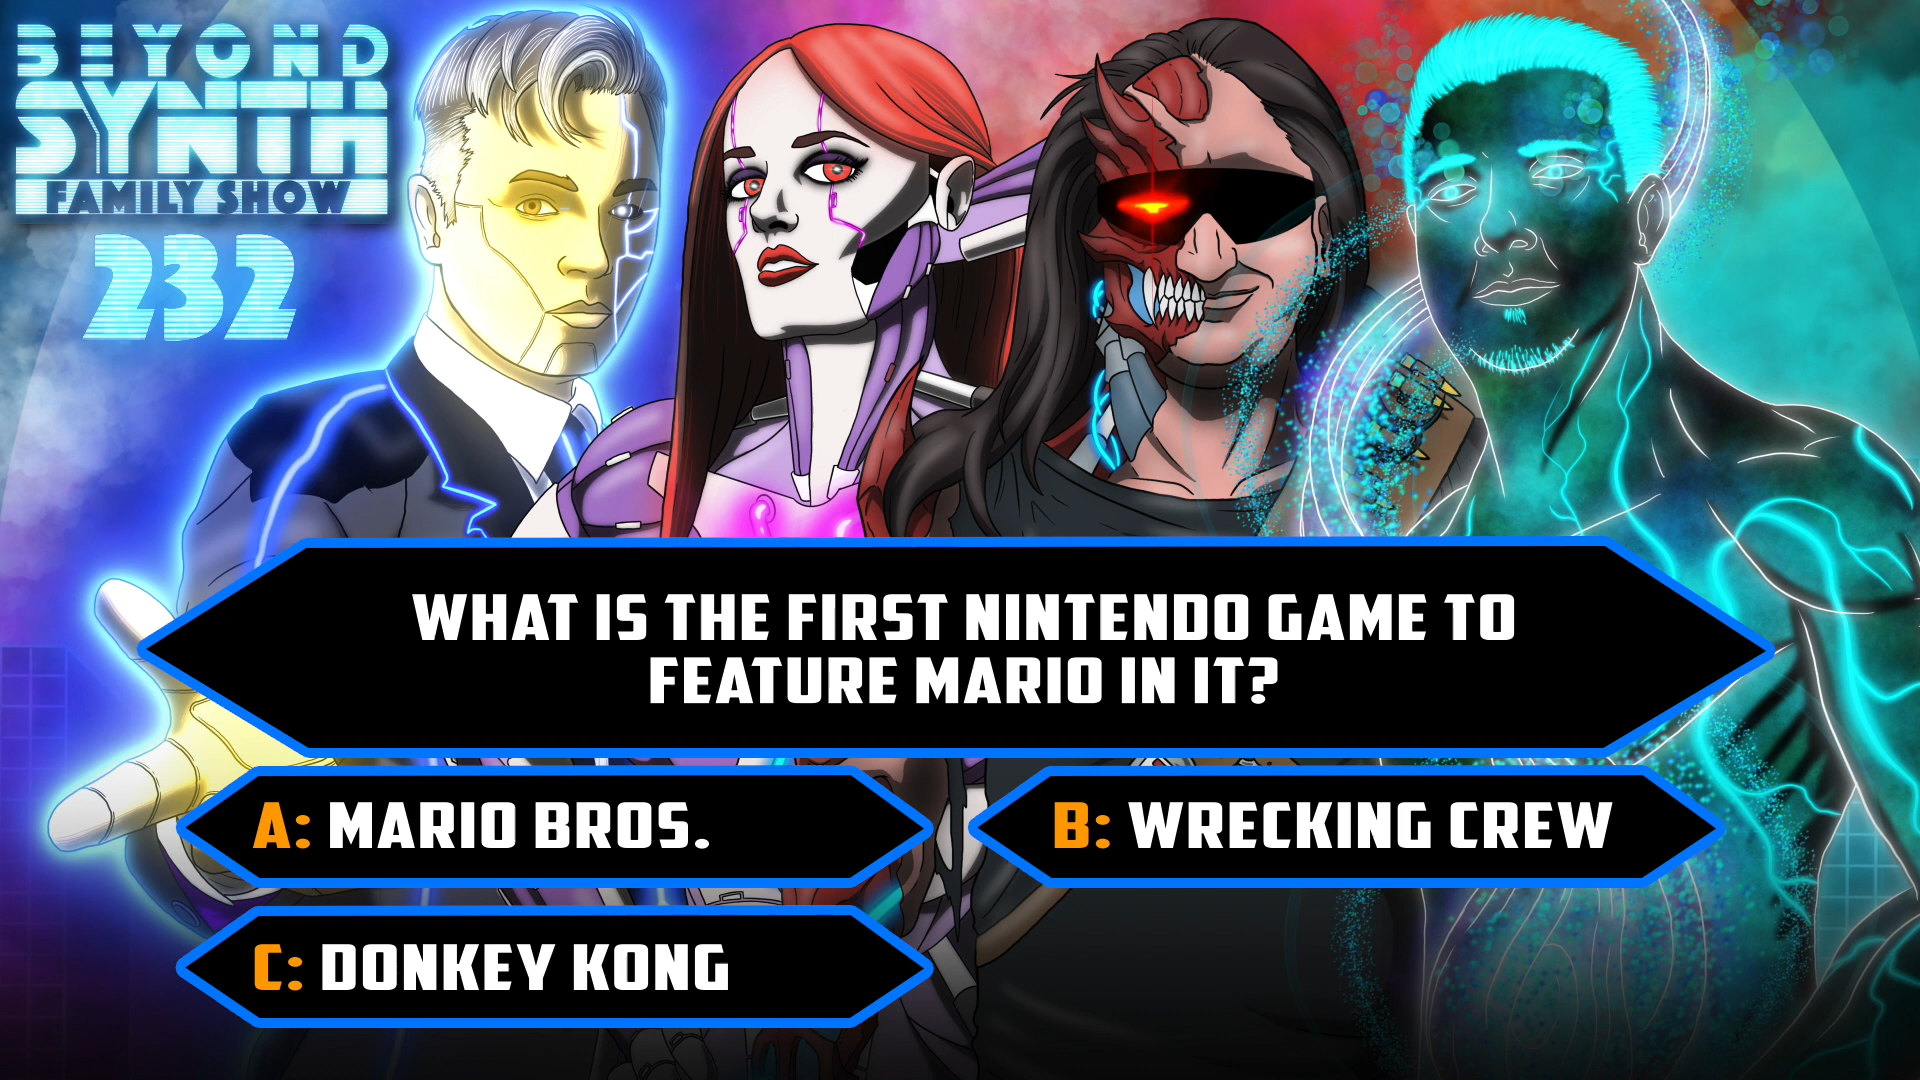 BEYOND
SYNTH
FAMILY SHOW
232
WHAT IS THE FIRST NINTENDO GAME TO
FEATURE MARIO IN IT?
A: MARIO BROS.
B: WRECKING CREW
C: DONKEY KONG